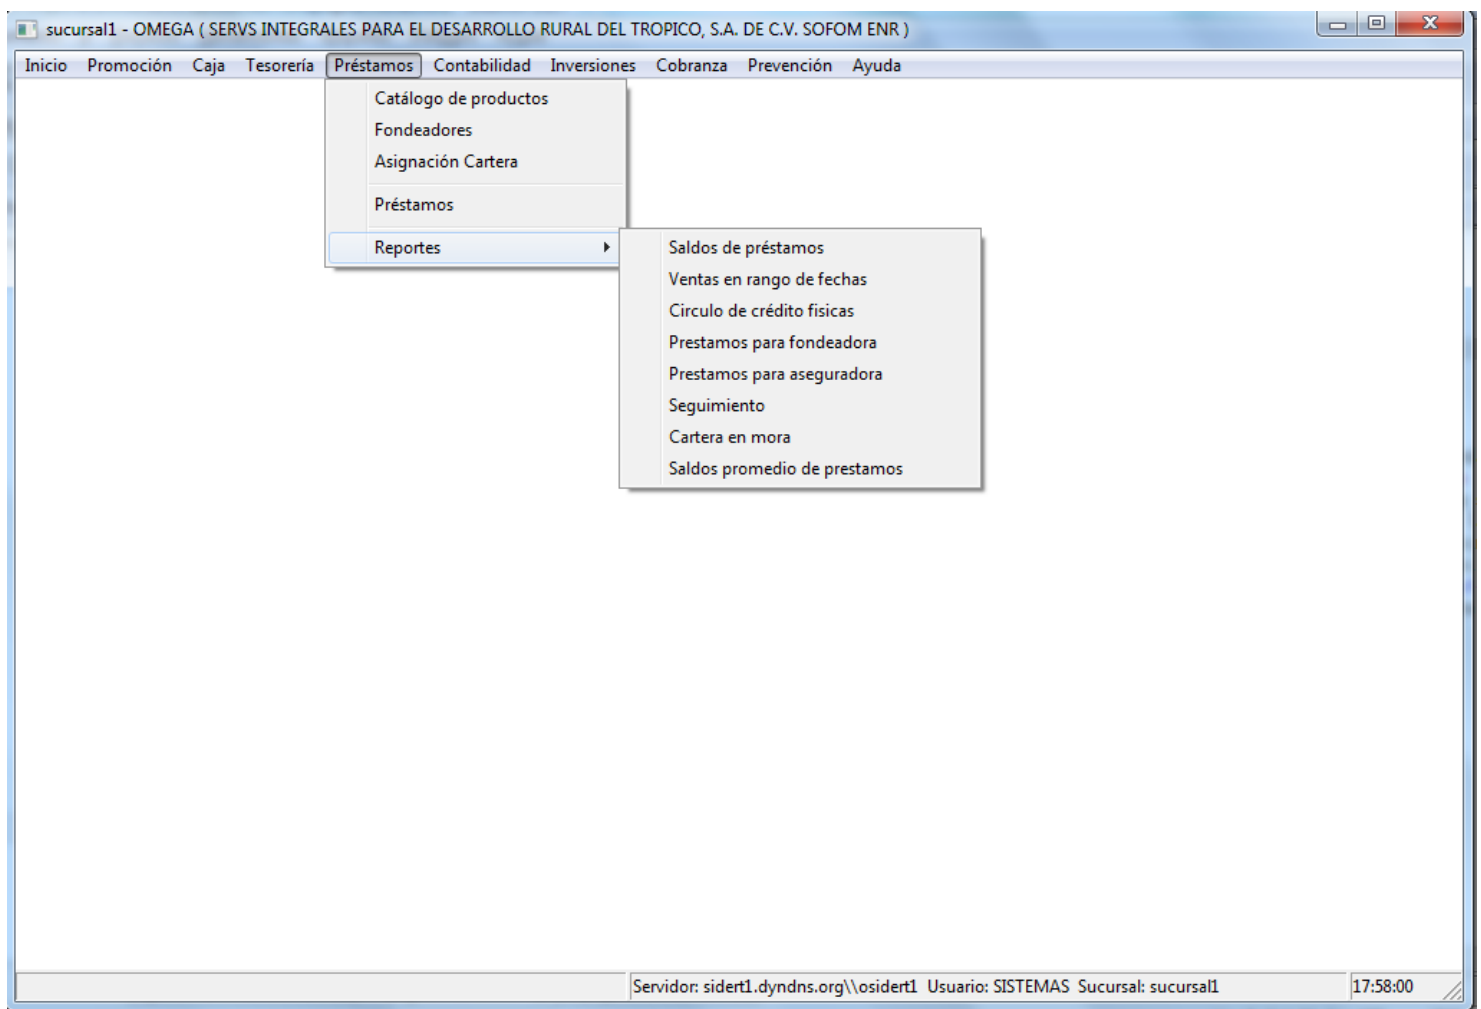 sucursal1 - OMEGA ( SERVS INTEGRALES PARA EL DESARROLLO RURAL DEL TROPICO, S.A. DE C.V. SOFOM ENR )
Inicio Promoción Caja Tesorería Préstamos Contabilidad Inversiones Cobranza Prevención Ayuda
Catálogo de productos
Fondeadores
Asignación Cartera
Préstamos
Reportes
Saldos de préstamos
Ventas en rango de fechas
Circulo de crédito fisicas
Prestamos para fondeadora
Prestamos para aseguradora
Seguimiento
Cartera en mora
Saldos promedio de prestamos
Servidor: sidert1.dyndns.org\\osidert1 Usuario: SISTEMAS Sucursal: sucursal1 17:58:00